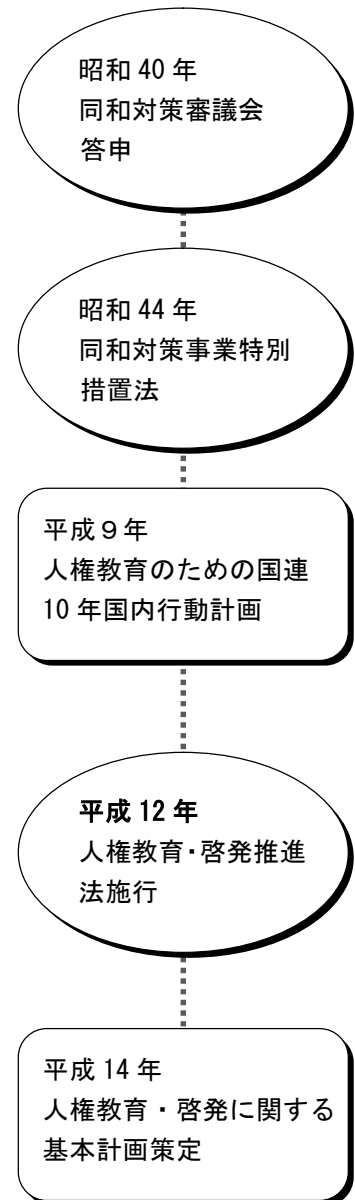 昭和 40 年
同和対策審議会
答申
昭和 44 年
同和対策事業特別
措置法
平成９年
人権教育のための国連
10 年国内行動計画
平成 12 年
人権教育・啓発推進
法施行
平成 14 年
人権教育・啓発に関する
基本計画策定